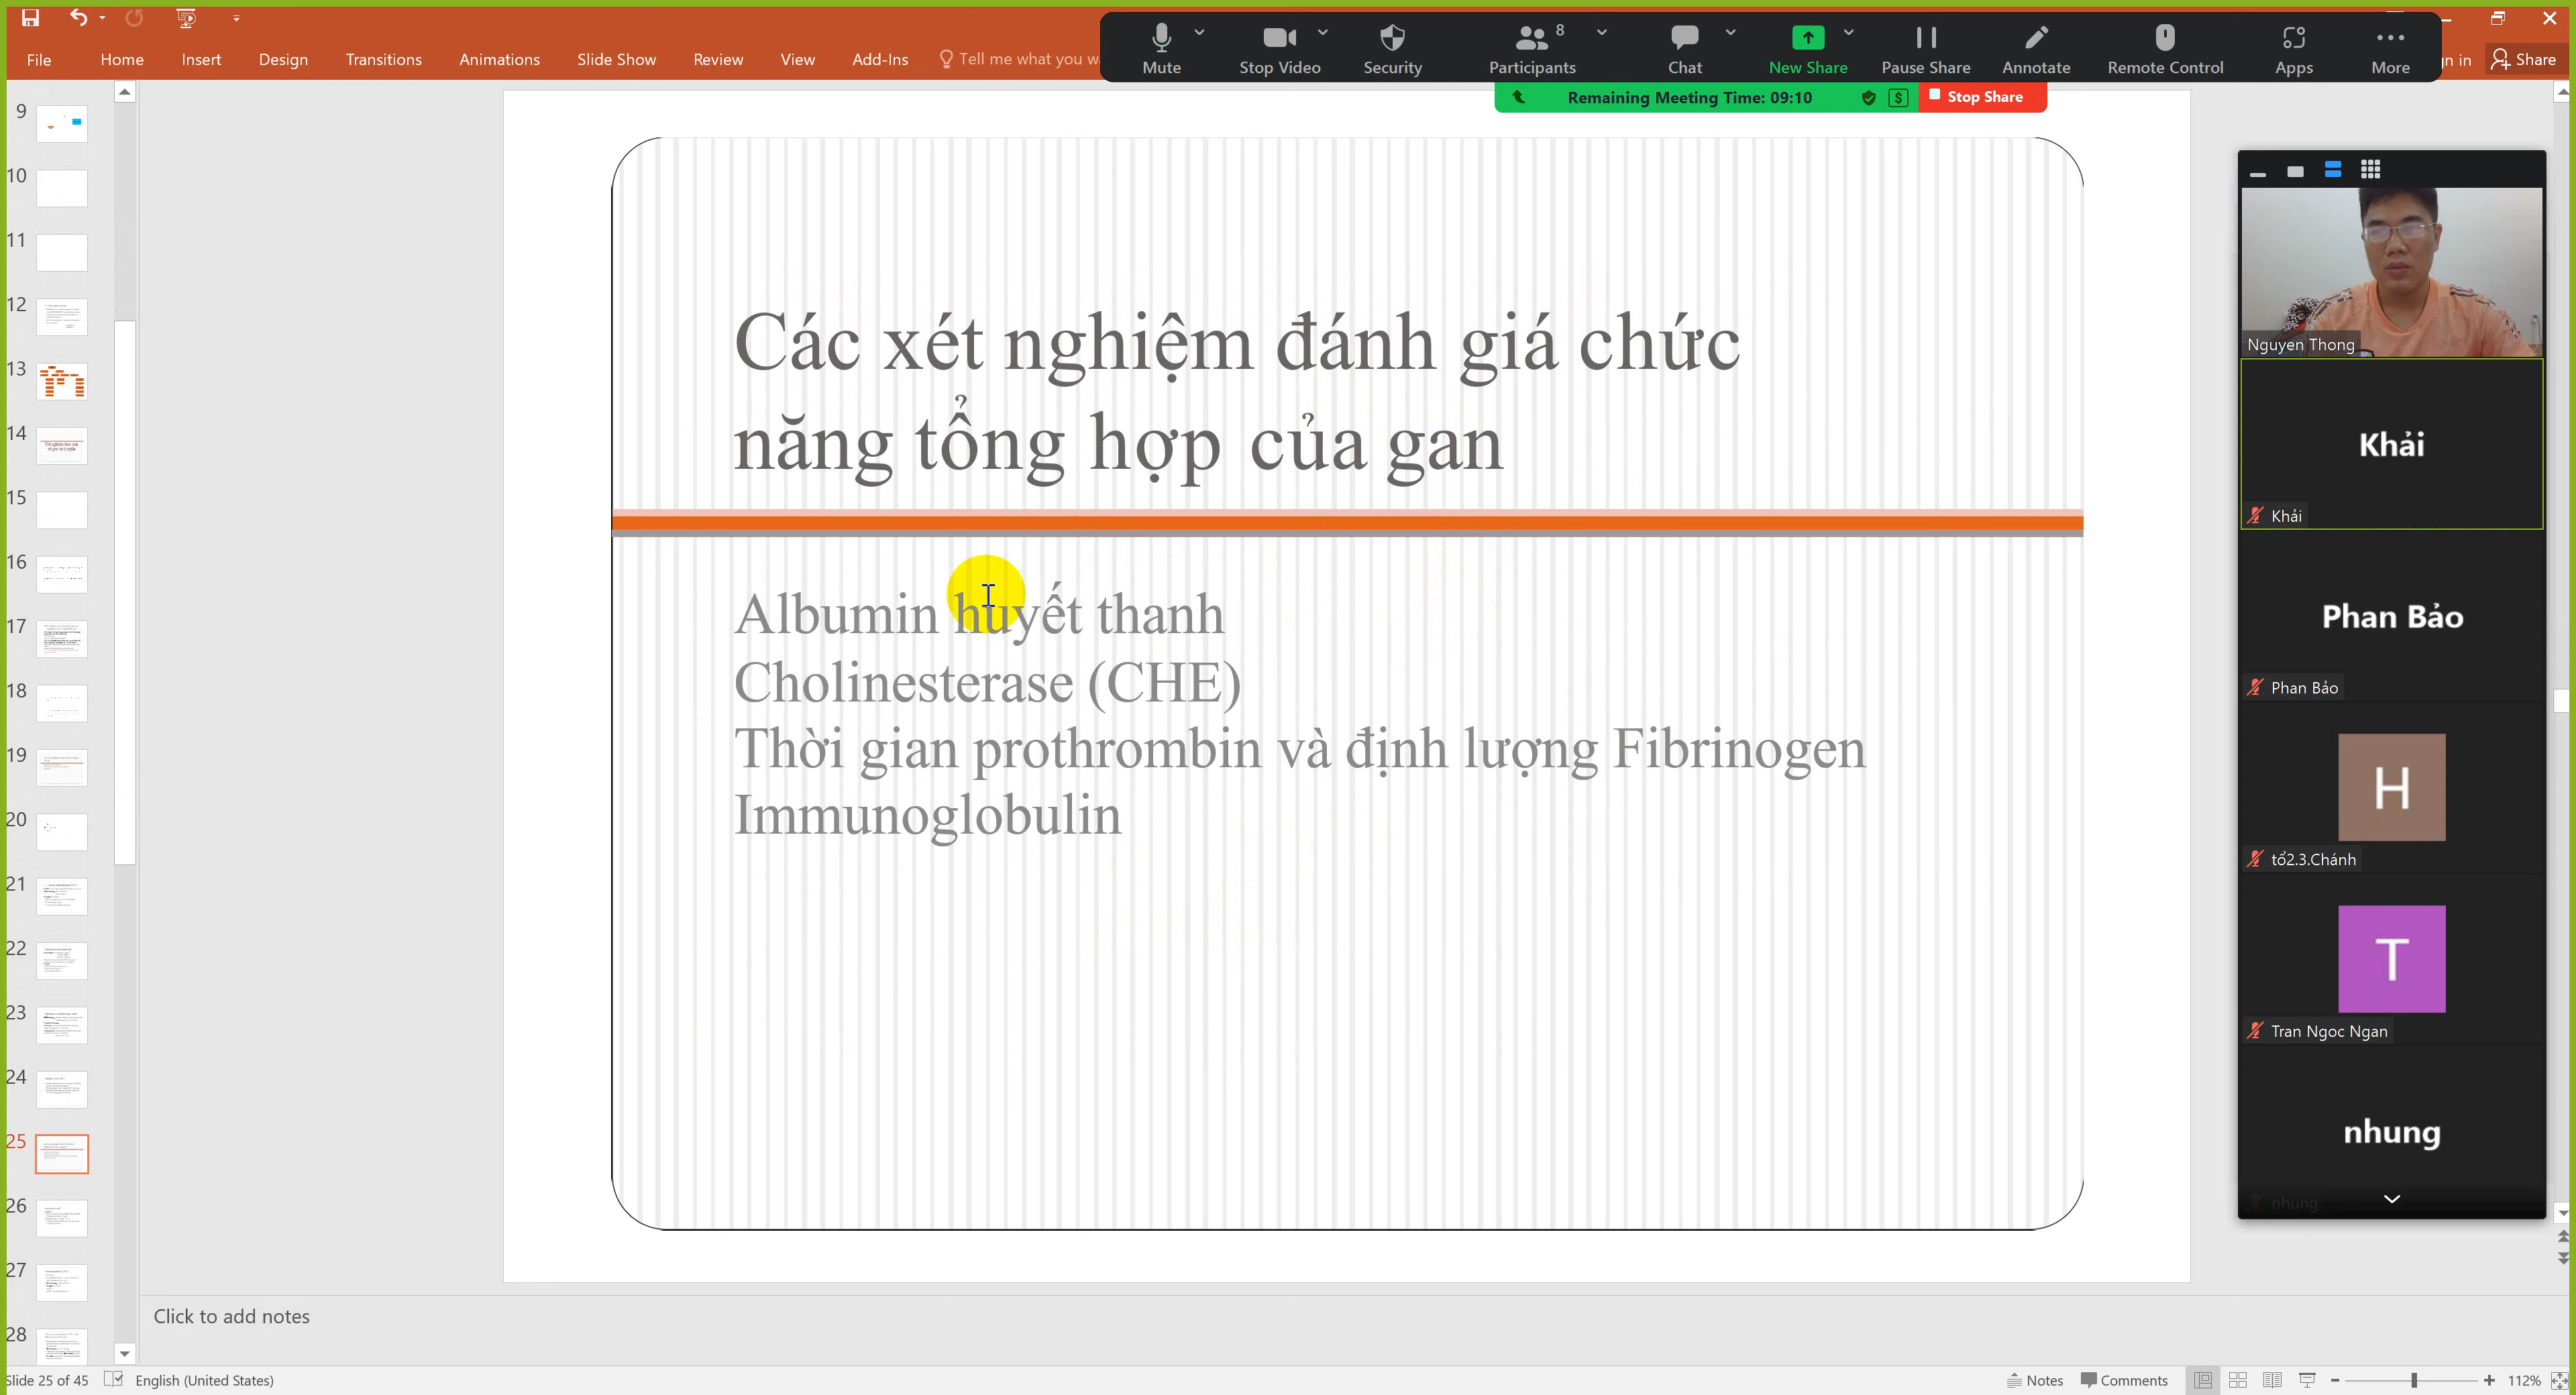 File Home Insert Design Transitions Animations Slide Show Review View Add-Ins Tell me what you
Share
Mute Stop Video Security Participants 8 Chat New Share Pause Share Annotate Remote Control Apps More
Remaining Meeting Time: 09:10 Stop Share
9
10
11
12
13
14
15
16
17
18
19
20
21
22
23
24
25
26
27
28
Các xét nghiệm đánh giá chức
năng tổng hợp của gan
Albumin huyết thanh
Cholinesterase (CHE)
Thời gian prothrombin và định lượng Fibrinogen
Immunoglobulin
Nguyen Thong
Khải
Khải
Phan Bảo
Phan Bảo
H
tổ2.3.Chánh
T
Tran Ngoc Ngan
nhung
nhung
Click to add notes
Slide 25 of 45 English (United States) Notes Comments 112%